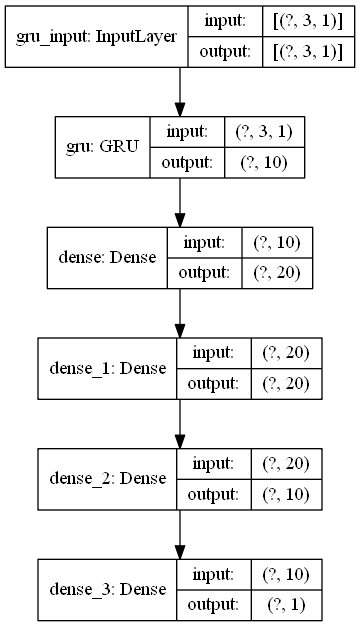 gru_input: InputLayer
input: [(?, 3, 1)]
output: [(?, 3, 1)]
gru: GRU
input: (?, 3, 1)
output: (?, 10)
dense: Dense
input: (?, 10)
output: (?, 20)
dense_1: Dense
input: (?, 20)
output: (?, 20)
dense_2: Dense
input: (?, 20)
output: (?, 10)
dense_3: Dense
input: (?, 10)
output: (?, 1)